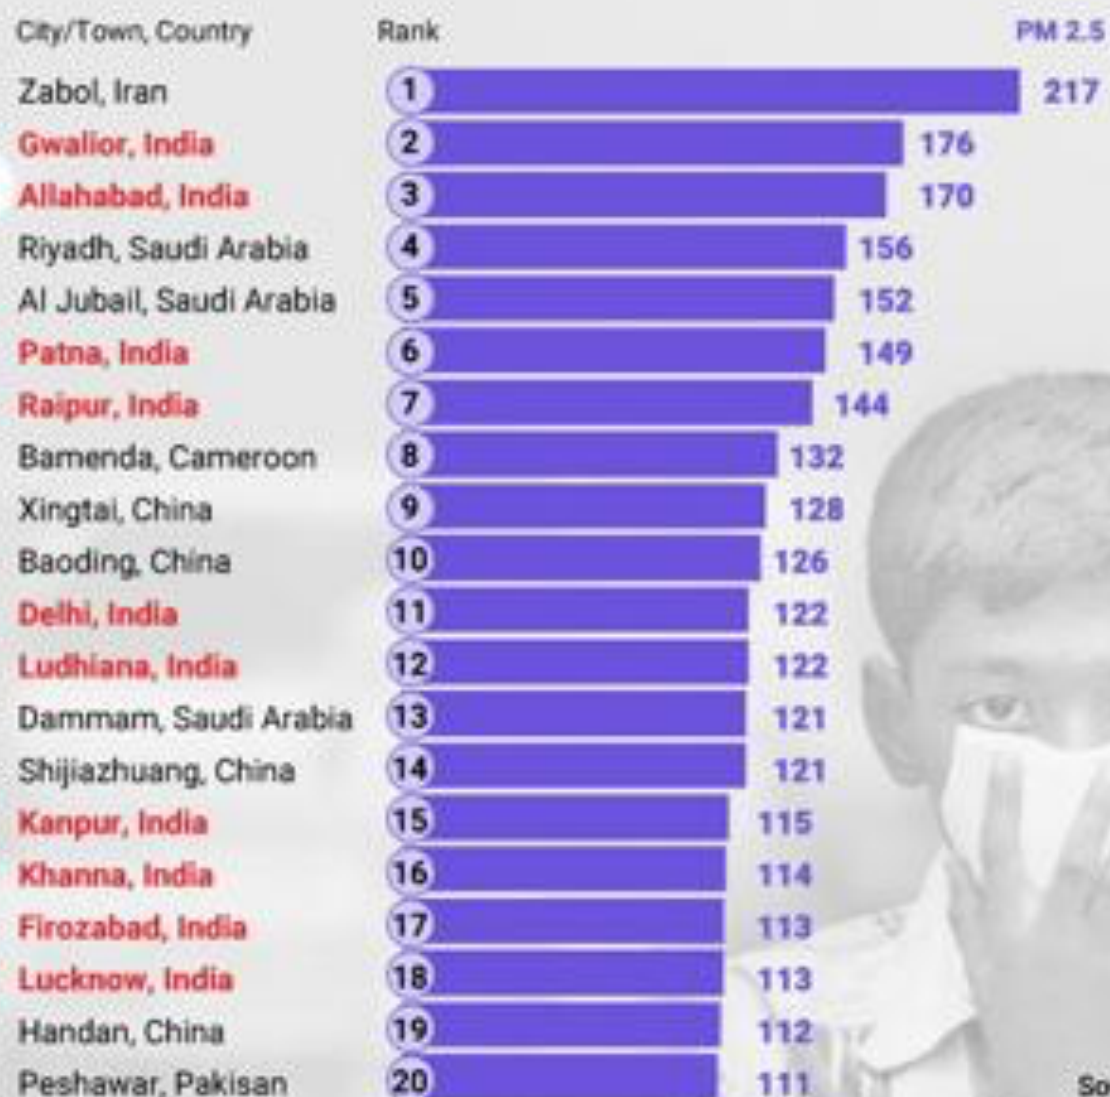 City/Town, Country Rank PM 2.5
Zabol, Iran 1 217
Gwalior, India 2 176
Allahabad, India 3 170
Riyadh, Saudi Arabia 4 156
Al Jubail, Saudi Arabia 5 152
Patna, India 6 149
Raipur, India 7 144
Bamenda, Cameroon 8 132
Xingtai, China 9 128
Baoding, China 10 126
Delhi, India 11 122
Ludhiana, India 12 122
Dammam, Saudi Arabia 13 121
Shijiazhuang, China 14 121
Kanpur, India 15 115
Khanna, India 16 114
Firozabad, India 17 113
Lucknow, India 18 113
Handan, China 19 112
Peshawar, Pakisan 20 111
So